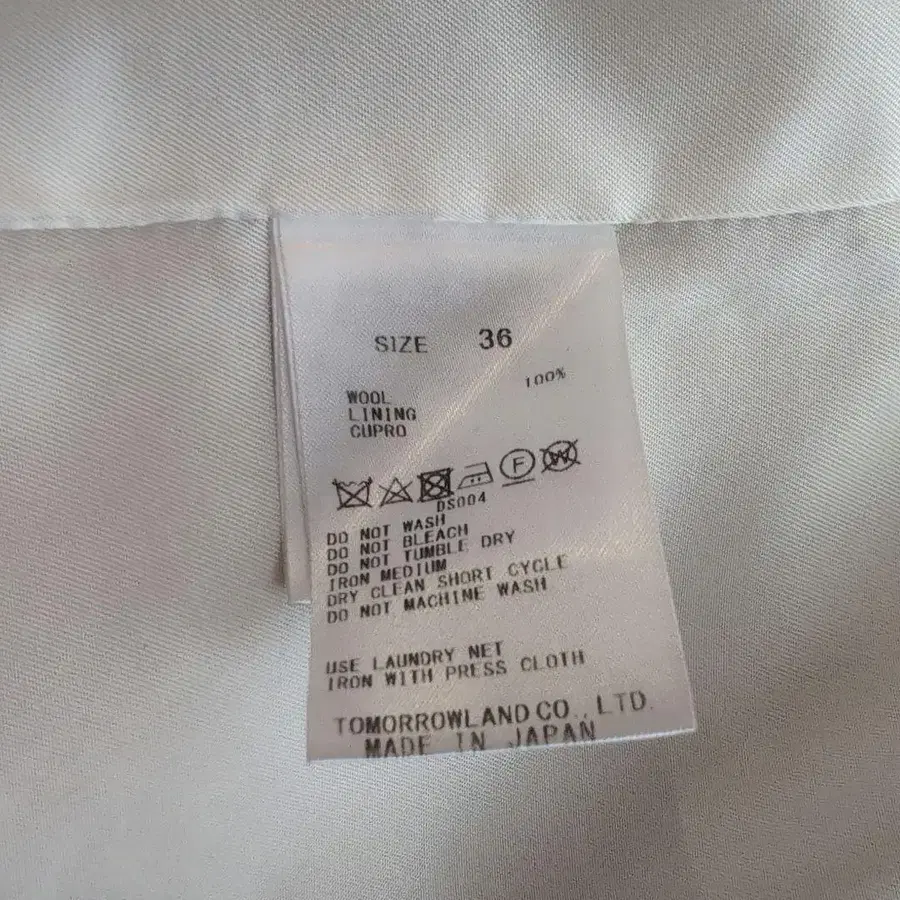 SIZE 36
WOOL 100%
LINING
CUPRO
F W
DS004
DO NOT WASH
DO NOT BLEACH
DO NOT TUMBLE DRY
IRON MEDIUM
DRY CLEAN SHORT CYCLE
DO NOT MACHINE WASH
USE LAUNDRY NET
IRON WITH PRESS CLOTH
TOMORROWLAND CO., LTD.
MADE IN JAPAN